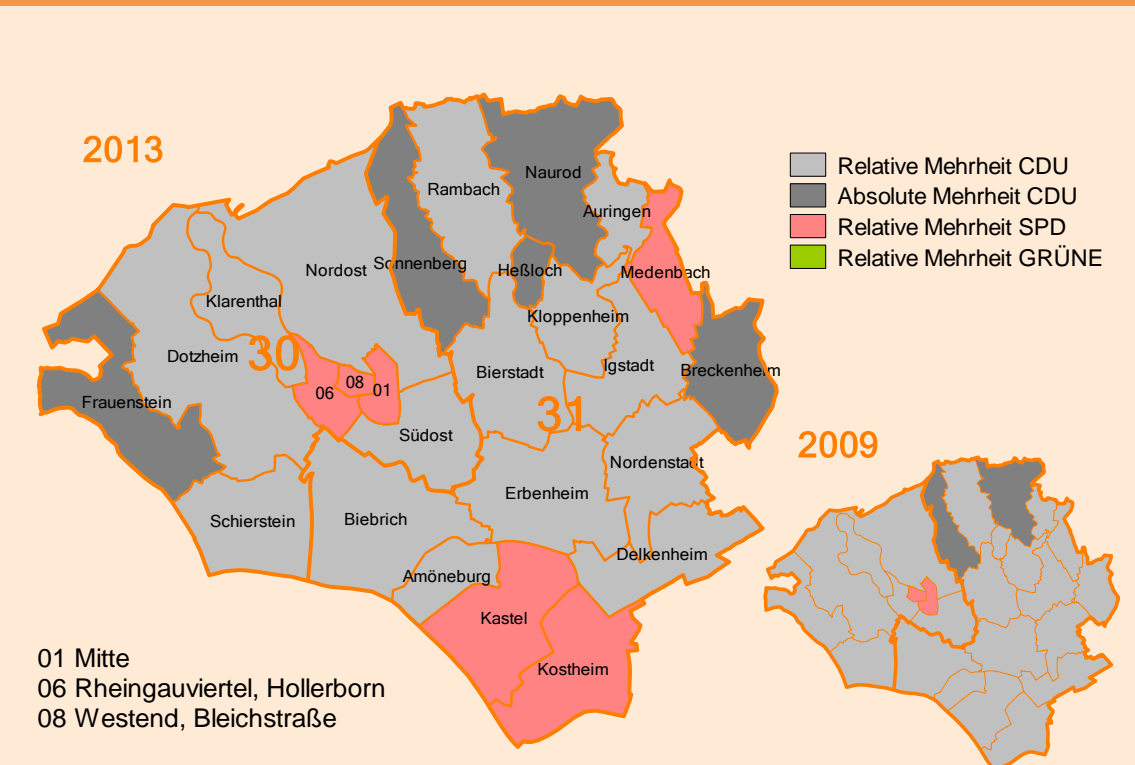 2013
Relative Mehrheit CDU
Absolute Mehrheit CDU
Relative Mehrheit SPD
Relative Mehrheit GRÜNE
Naurod
Rambach
Auringen
Nordost
Sonnenberg
Heßloch
Medenbach
Klarenthal
Kloppenheim
Dotzheim
30
Bierstadt
Igstadt
Breckenheim
06
08
01
Frauenstein
31
Südost
2009
Nordenstadt
Erbenheim
Schierstein
Biebrich
Delkenheim
Amöneburg
Kastel
Kostheim
01 Mitte
06 Rheingauviertel, Hollerborn
08 Westend, Bleichstraße